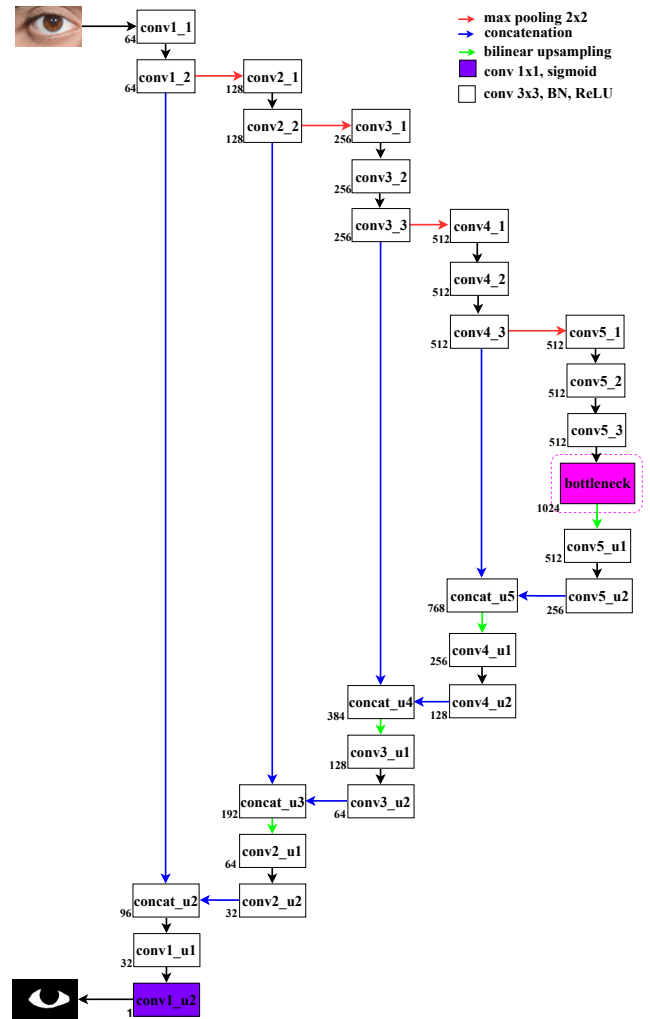 max pooling 2x2
concatenation
bilinear upsampling
conv 1x1, sigmoid
conv 3x3, BN, ReLU
conv1_1
64
conv1_2
64
conv2_1
128
conv2_2
128
conv3_1
256
conv3_2
256
conv3_3
256
conv4_1
512
conv4_2
512
conv4_3
512
conv5_1
512
conv5_2
512
conv5_3
512
bottleneck
1024
conv5_u1
512
conv5_u2
256
concat_u5
768
conv4_u1
256
conv4_u2
128
concat_u4
384
conv3_u1
128
conv3_u2
64
concat_u3
192
conv2_u1
64
conv2_u2
32
concat_u2
96
conv1_u1
32
conv1_u2
1